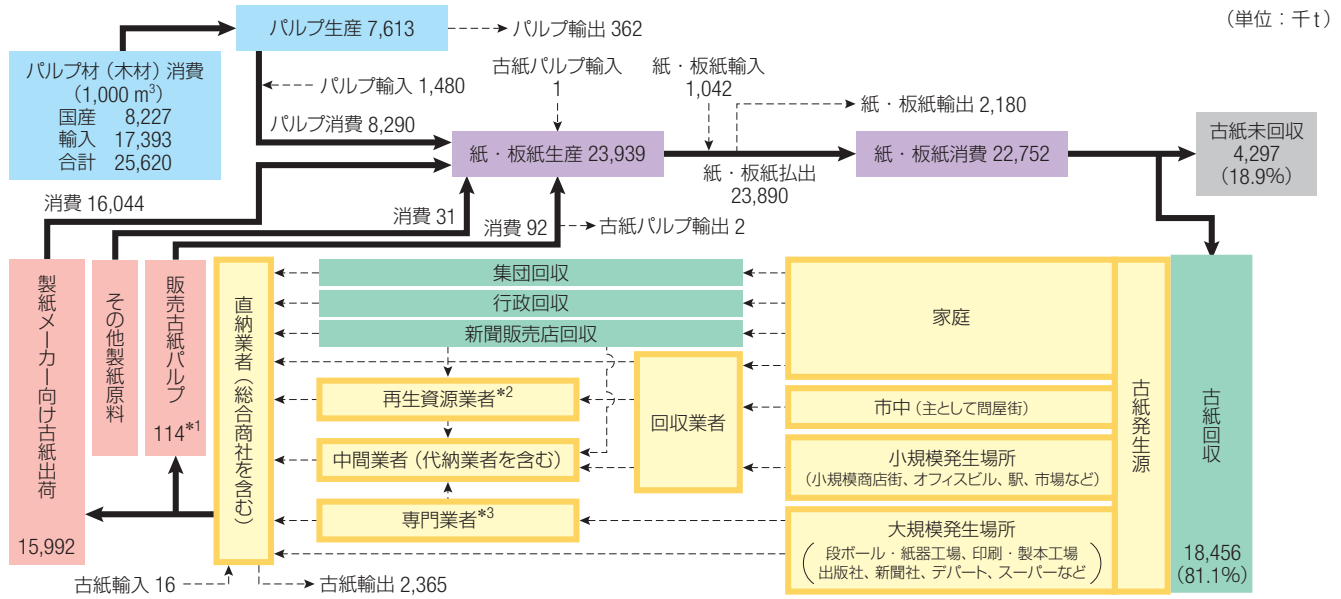 (単位：千t)
パルプ生産 7,613
パルプ輸出 362
パルプ材(木材)消費
(1,000 m³)
国産 8,227
輸入 17,393
合計 25,620
パルプ輸入 1,480
パルプ消費 8,290
古紙パルプ輸入
1
紙・板紙輸入
1,042
紙・板紙輸出 2,180
紙・板紙生産 23,939
紙・板紙払出
23,890
紙・板紙消費 22,752
古紙未回収
4,297
(18.9%)
消費 16,044
消費 31
消費 92
古紙パルプ輸出 2
製紙メーカー向け古紙出荷
15,992
その他製紙原料
販売古紙パルプ
114*1
直納業者(総合商社を含む)
集団回収
行政回収
新聞販売店回収
再生資源業者*2
中間業者(代納業者を含む)
専門業者*3
回収業者
家庭
市中(主として問屋街)
小規模発生場所
(小規模商店街、オフィスビル、駅、市場など)
大規模発生場所
(段ボール・紙器工場、印刷・製本工場
出版社、新聞社、デパート、スーパーなど)
古紙発生源
古紙回収
18,456
(81.1%)
古紙輸入 16
古紙輸出 2,365